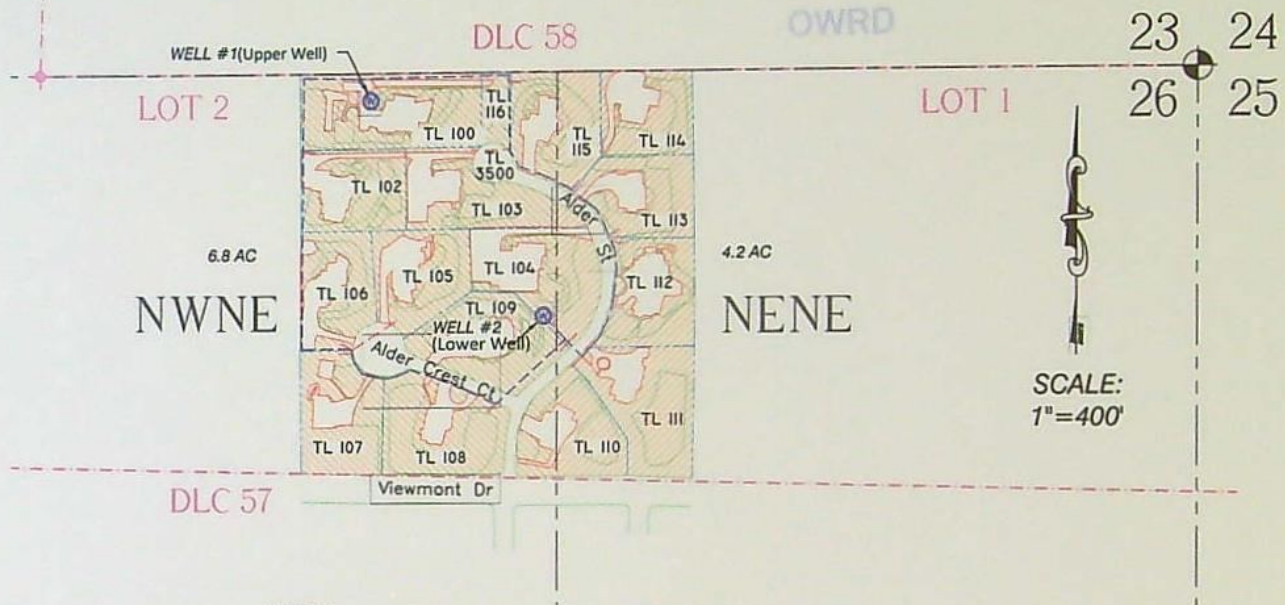 OWRD
DLC 58
23 24
WELL #1(Upper Well)
LOT 2
LOT 1
26 25
TL
116
TL 100
TL
115
TL 114
TL
3500
TL 102
TL 103
Alder St
TL 113
6.8 AC
4.2 AC
TL 104
TL 105
TL 106
TL 112
NWNE
NENE
TL 109
WELL #2
(Lower Well)
Alder Crest Ct
SCALE:
1"=400'
TL 111
TL 107
TL 108
TL 110
Viewmont Dr
DLC 57